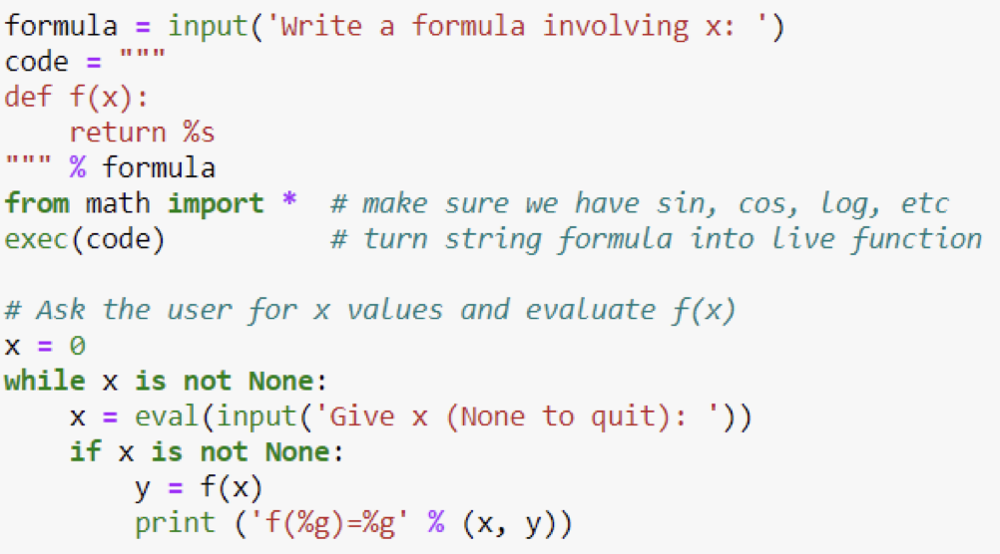 formula = input('Write a formula involving x: ')
code = """
def f(x):
    return %s
""" % formula
from math import *  # make sure we have sin, cos, log, etc
exec(code)          # turn string formula into live function

# Ask the user for x values and evaluate f(x)
x = 0
while x is not None:
    x = eval(input('Give x (None to quit): '))
    if x is not None:
        y = f(x)
        print ('f(%g)=%g' % (x, y))